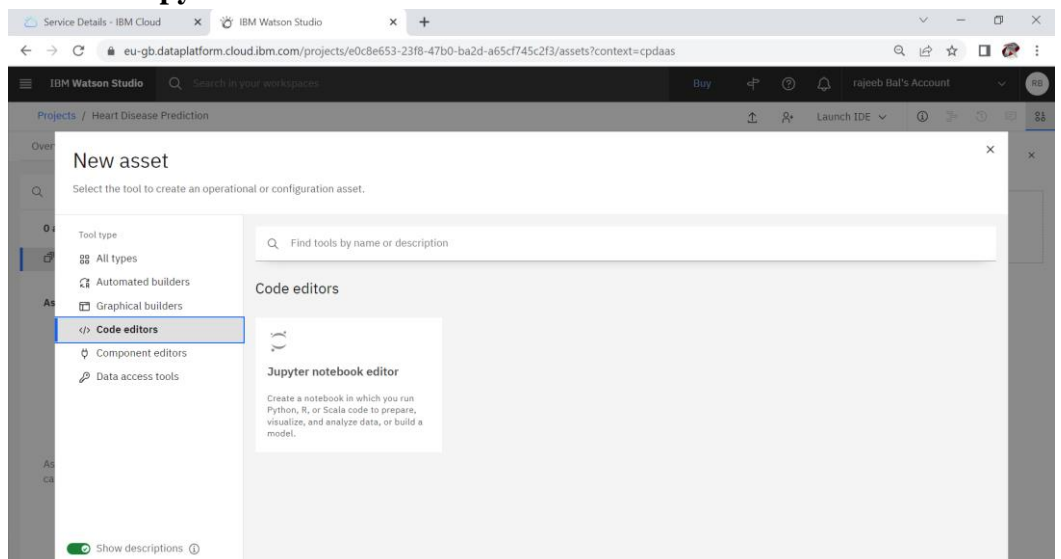 Service Details - IBM Cloud
IBM Watson Studio
eu-gb.dataplatform.cloud.ibm.com/projects/e0c8e653-23f8-47b0-ba2d-a65cf745c2f3/assets?context=cpdaas
IBM Watson Studio
Search in your workspaces
Buy
rajeeb Bal's Account
RB
Projects / Heart Disease Prediction
Launch IDE
Over
New asset
Select the tool to create an operational or configuration asset.
0 a
Tool type
Find tools by name or description
All types
Automated builders
Code editors
As
Graphical builders
Code editors
Component editors
Jupyter notebook editor
Data access tools
Create a notebook in which you run
Python, R, or Scala code to prepare,
visualize, and analyze data, or build a
model.
As
ca
Show descriptions